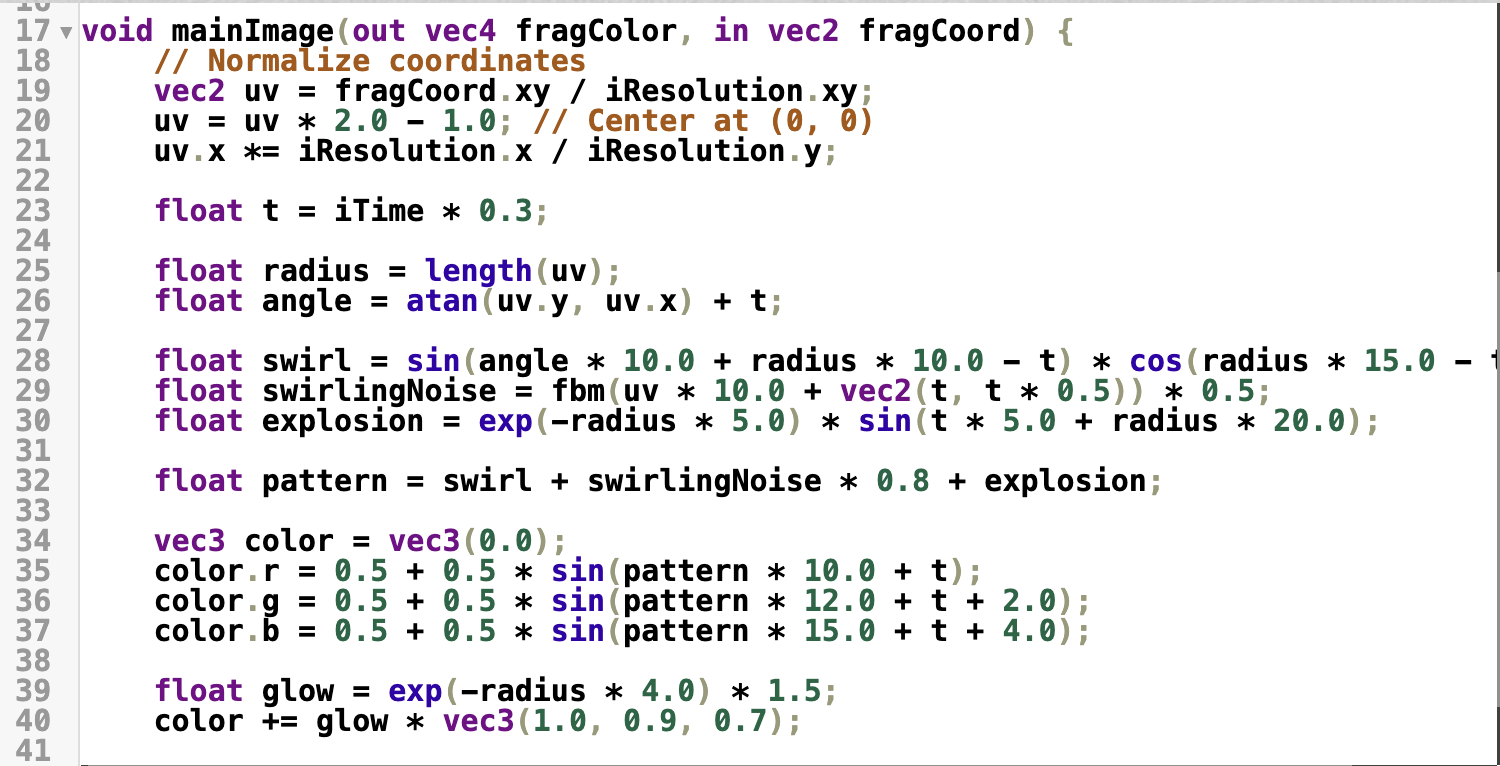 17 void mainImage(out vec4 fragColor, in vec2 fragCoord) {
18     // Normalize coordinates
19     vec2 uv = fragCoord.xy / iResolution.xy;
20     uv = uv * 2.0 - 1.0; // Center at (0, 0)
21     uv.x *= iResolution.x / iResolution.y;
22
23     float t = iTime * 0.3;
24
25     float radius = length(uv);
26     float angle = atan(uv.y, uv.x) + t;
27
28     float swirl = sin(angle * 10.0 + radius * 10.0 - t) * cos(radius * 15.0 -
29     float swirlingNoise = fbm(uv * 10.0 + vec2(t, t * 0.5)) * 0.5;
30     float explosion = exp(-radius * 5.0) * sin(t * 5.0 + radius * 20.0);
31
32     float pattern = swirl + swirlingNoise * 0.8 + explosion;
33
34     vec3 color = vec3(0.0);
35     color.r = 0.5 + 0.5 * sin(pattern * 10.0 + t);
36     color.g = 0.5 + 0.5 * sin(pattern * 12.0 + t + 2.0);
37     color.b = 0.5 + 0.5 * sin(pattern * 15.0 + t + 4.0);
38
39     float glow = exp(-radius * 4.0) * 1.5;
40     color += glow * vec3(1.0, 0.9, 0.7);
41